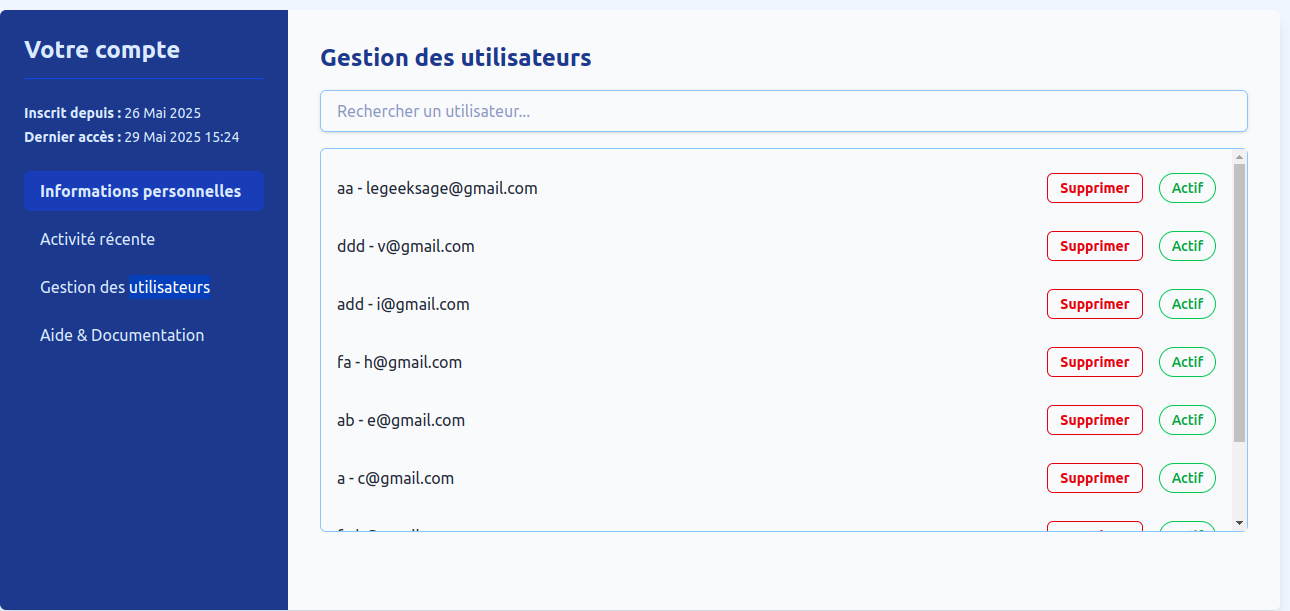 Votre compte
Inscrit depuis : 26 Mai 2025
Dernier accès : 29 Mai 2025 15:24
Informations personnelles
Activité récente
Gestion des utilisateurs
Aide & Documentation
Gestion des utilisateurs
Rechercher un utilisateur...
aa - legeeksage@gmail.com Supprimer Actif
ddd - v@gmail.com Supprimer Actif
add - i@gmail.com Supprimer Actif
fa - h@gmail.com Supprimer Actif
ab - e@gmail.com Supprimer Actif
a - c@gmail.com Supprimer Actif